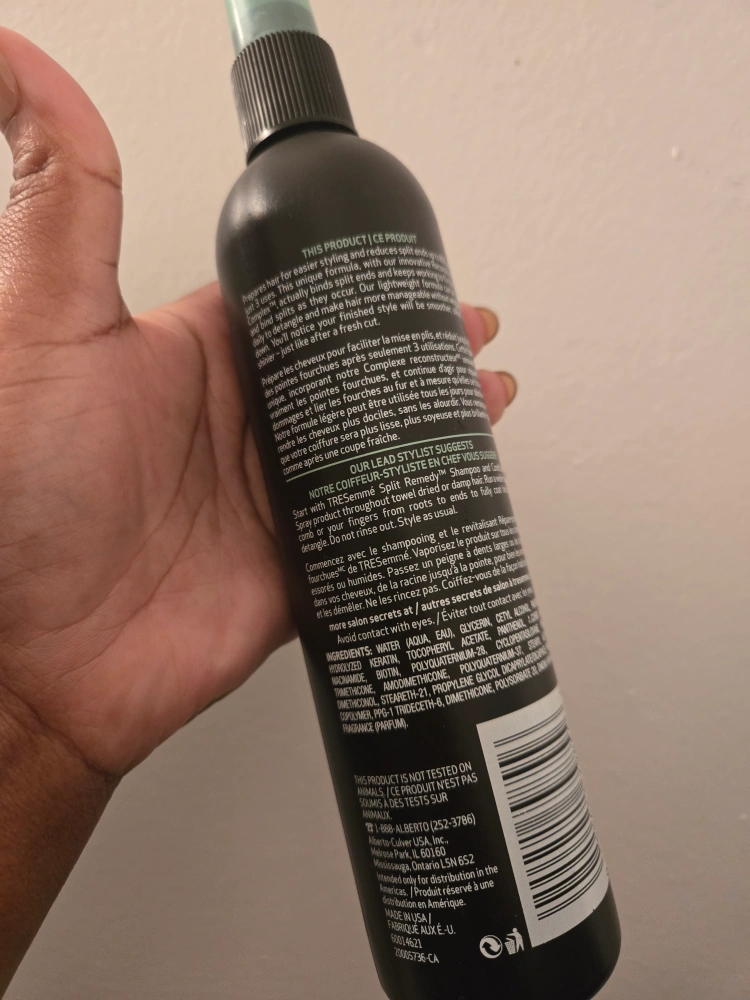 THIS PRODUCT | CE PRODUIT
Prepares hair for easier styling and reduces split ends
just 3 uses. This unique formula, with our innovative
Complex™ actually binds split ends and keeps working
and bind splits as they occur. Our lightweight formula
daily to detangle and make hair more manageable without
down. You'll notice your finished style will be smoother
shinier – just like after a fresh cut.
Prépare les cheveux pour faciliter la mise en plis, et réduit
des pointes fourchues après seulement 3 utilisations.
unique, incorporant notre Complexe reconstructeur
vraiment les pointes fourchues, et continue d'agir
dommages et lier les fourches au fur et à mesure qu'elles
Notre formule légère peut être utilisée tous les jours pour
rendre les cheveux plus dociles, sans les alourdir. Vous
que votre coiffure sera plus lisse, plus soyeuse et plus
comme après une coupe fraîche.
OUR LEAD STYLIST SUGGESTS
NOTRE COIFFEUR-STYLISTE EN CHEF VOUS
Start with TRESemmé Split Remedy™ Shampoo and
Spray product throughout towel dried or damp hair. Run a
comb or your fingers from roots to ends to fully
detangle. Do not rinse out. Style as usual.
Commencez avec le shampooing et le revitalisant
fourchuesMC de TRESemmé. Vaporisez le produit sur
essorés ou humides. Passez un peigne à dents larges ou
dans vos cheveux, de la racine jusqu'à la pointe, pour
et les démêler. Ne les rincez pas. Coiffez-vous de la façon
more salon secrets at / autres secrets de salon à
Avoid contact with eyes. / Éviter tout contact avec les
INGREDIENTS: WATER (AQUA, EAU), GLYCERIN, CETYL ALCOHOL,
HYDROLYZED KERATIN, TOCOPHERYL ACETATE, PANTHENOL,
NIACINAMIDE, BIOTIN, POLYQUATERNIUM-28,
TRIMETHICONE, AMODIMETHICONE, POLYQUATERNIUM-37,
DIMETHICONOL, STEARETH-21, PROPYLENE GLYCOL
COPOLYMER, PPG-1 TRIDECETH-6, DIMETHICONE, POLYSORBATE 20,
FRAGRANCE (PARFUM).
THIS PRODUCT IS NOT TESTED ON
ANIMALS. / CE PRODUIT N'EST PAS
SOUMIS À DES TESTS SUR
ANIMAUX.
☎ 1-888-ALBERTO (252-3786)
Alberto-Culver USA, Inc.,
Melrose Park, IL 60160
Mississauga, Ontario L5N 6S2
Intended only for distribution in the
Americas. / Produit réservé à une
distribution en Amérique.
MADE IN USA /
FABRIQUÉ AUX É.-U.
60014621
20005736-CA